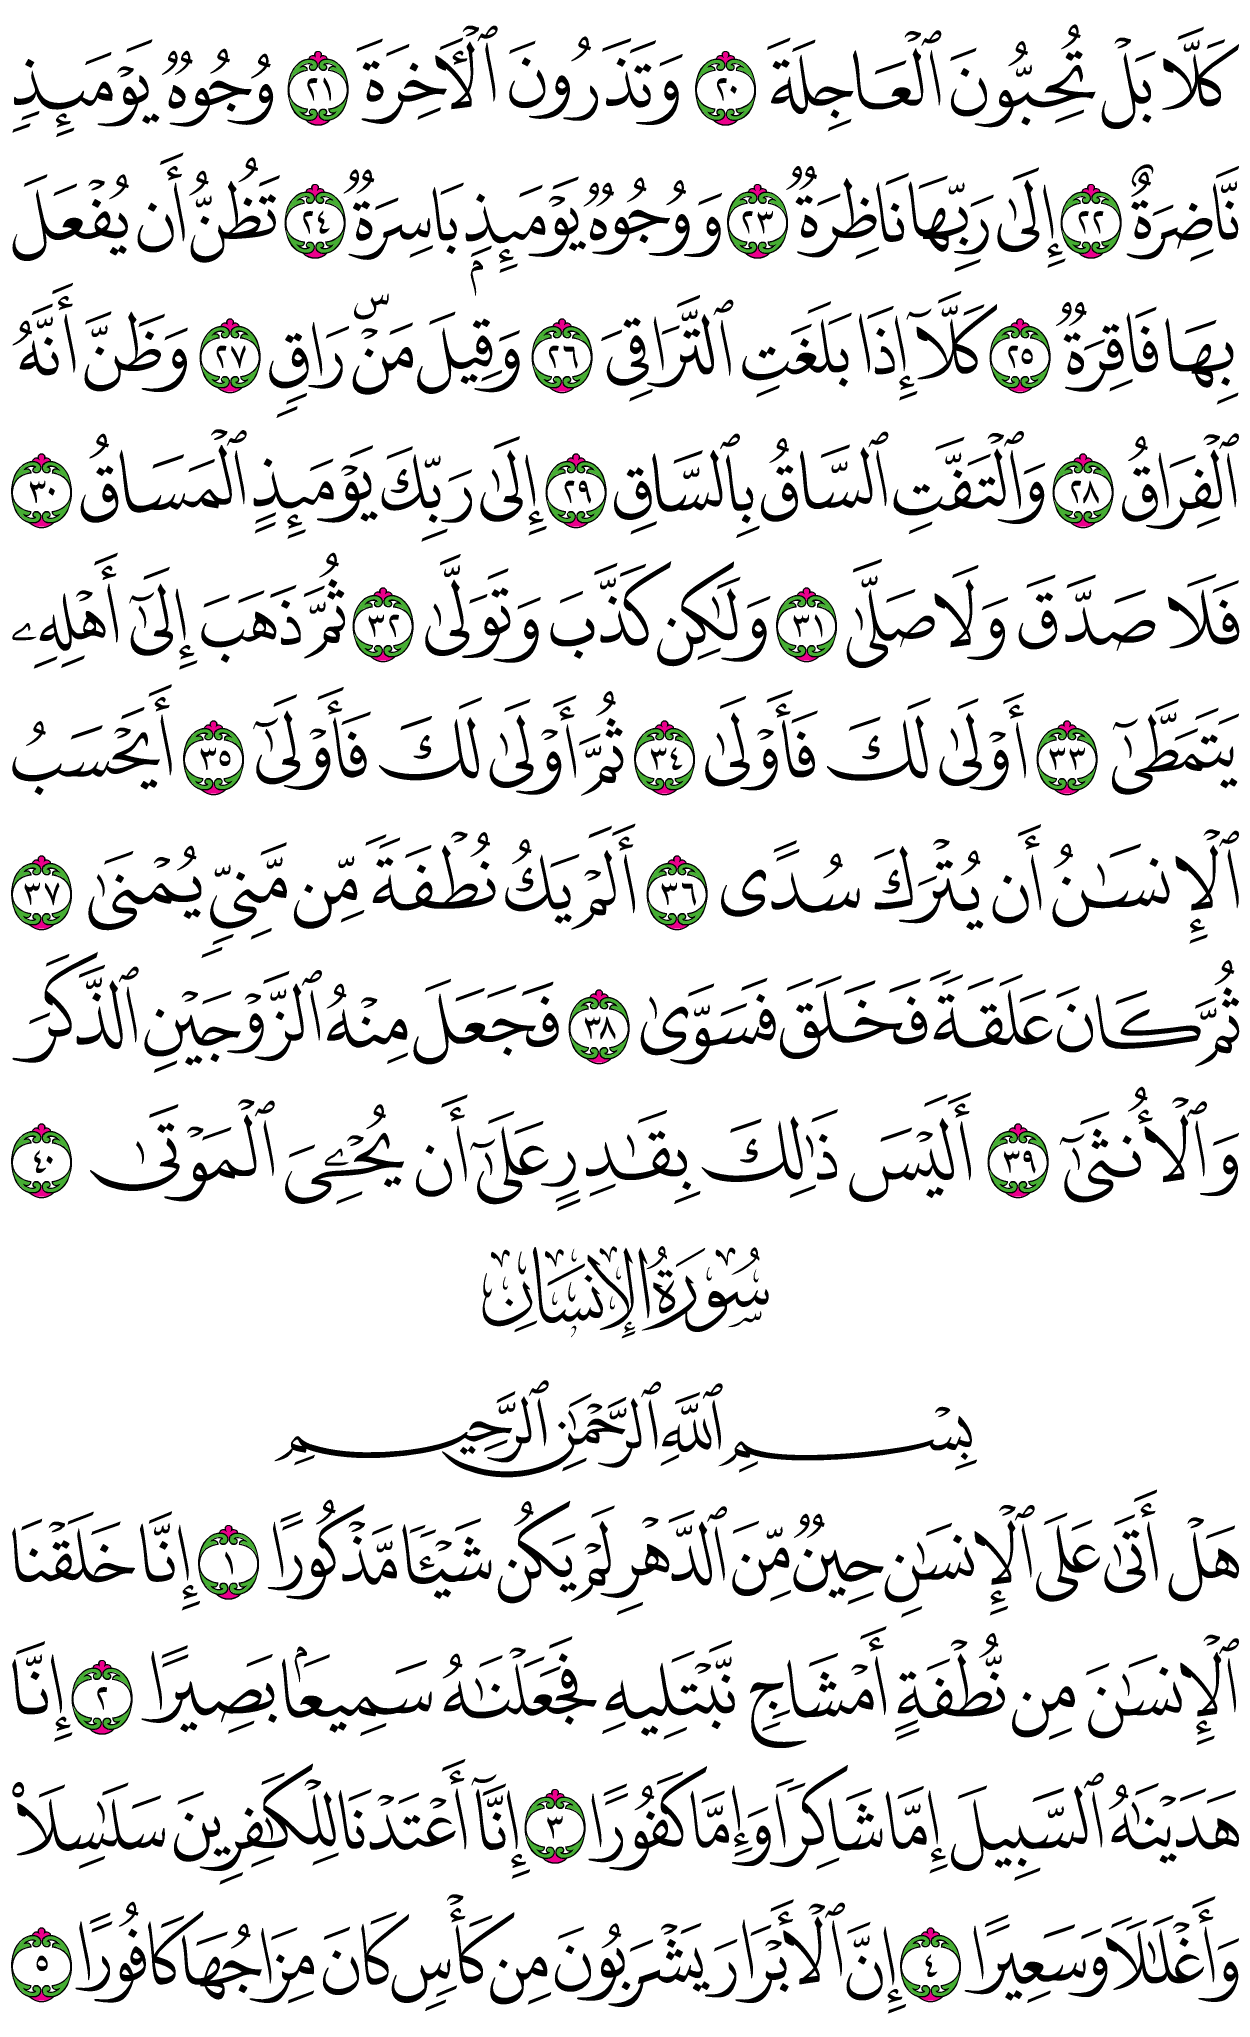 كَلَّا بَلۡ تُحِبُّونَ ٱلۡعَاجِلَةَ ٢٠ وَتَذَرُونَ ٱلۡأٓخِرَةَ ٢١ وُجُوهٞ يَوۡمَئِذٖ
نَّاضِرَةٌ ٢٢ إِلَىٰ رَبِّهَا نَاظِرَةٞ ٢٣ وَوُجُوهٞ يَوۡمَئِذِۭ بَاسِرَةٞ ٢٤ تَظُنُّ أَن يُفۡعَلَ
بِهَا فَاقِرَةٞ ٢٥ كَلَّآ إِذَا بَلَغَتِ ٱلتَّرَاقِيَ ٢٦ وَقِيلَ مَنۡۜ رَاقٖ ٢٧ وَظَنَّ أَنَّهُ
ٱلۡفِرَاقُ ٢٨ وَٱلۡتَفَّتِ ٱلسَّاقُ بِٱلسَّاقِ ٢٩ إِلَىٰ رَبِّكَ يَوۡمَئِذٍ ٱلۡمَسَاقُ ٣٠
فَلَا صَدَّقَ وَلَا صَلَّىٰ ٣١ وَلَٰكِن كَذَّبَ وَتَوَلَّىٰ ٣٢ ثُمَّ ذَهَبَ إِلَىٰٓ أَهۡلِهِۦ
يَتَمَطَّىٰٓ ٣٣ أَوۡلَىٰ لَكَ فَأَوۡلَىٰ ٣٤ ثُمَّ أَوۡلَىٰ لَكَ فَأَوۡلَىٰٓ ٣٥ أَيَحۡسَبُ
ٱلۡإِنسَٰنُ أَن يُتۡرَكَ سُدًى ٣٦ أَلَمۡ يَكُ نُطۡفَةٗ مِّن مَّنِيّٖ يُمۡنَىٰ ٣٧
ثُمَّ كَانَ عَلَقَةٗ فَخَلَقَ فَسَوَّىٰ ٣٨ فَجَعَلَ مِنۡهُ ٱلزَّوۡجَيۡنِ ٱلذَّكَرَ
وَٱلۡأُنثَىٰٓ ٣٩ أَلَيۡسَ ذَٰلِكَ بِقَٰدِرٍ عَلَىٰٓ أَن يُحۡـِۧيَ ٱلۡمَوۡتَىٰ ٤٠
سُورَةُ الإِنسَانِ
بِسۡمِ ٱللَّهِ ٱلرَّحۡمَٰنِ ٱلرَّحِيمِ
هَلۡ أَتَىٰ عَلَى ٱلۡإِنسَٰنِ حِينٞ مِّنَ ٱلدَّهۡرِ لَمۡ يَكُن شَيۡـٔٗا مَّذۡكُورًا ١ إِنَّا خَلَقۡنَا
ٱلۡإِنسَٰنَ مِن نُّطۡفَةٍ أَمۡشَاجٖ نَّبۡتَلِيهِ فَجَعَلۡنَٰهُ سَمِيعَۢا بَصِيرًا ٢ إِنَّا
هَدَيۡنَٰهُ ٱلسَّبِيلَ إِمَّا شَاكِرٗا وَإِمَّا كَفُورًا ٣ إِنَّآ أَعۡتَدۡنَا لِلۡكَٰفِرِينَ سَلَٰسِلَاْ
وَأَغۡلَٰلٗا وَسَعِيرًا ٤ إِنَّ ٱلۡأَبۡرَارَ يَشۡرَبُونَ مِن كَأۡسٖ كَانَ مِزَاجُهَا كَافُورًا ٥